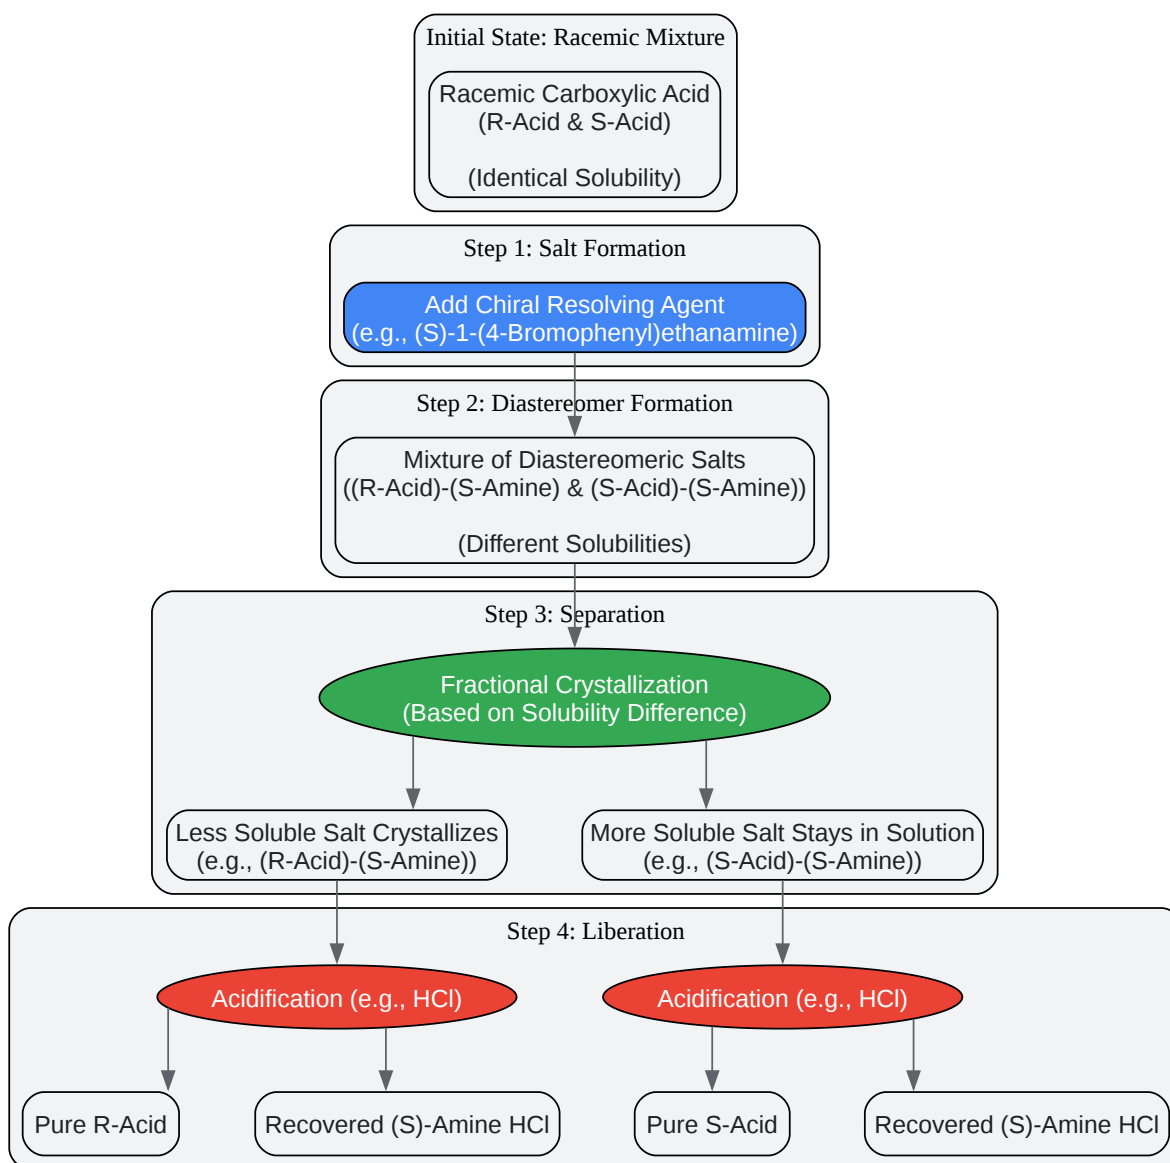 Initial State: Racemic Mixture
Racemic Carboxylic Acid
(R-Acid & S-Acid)
(Identical Solubility)
Step 1: Salt Formation
Add Chiral Resolving Agent
(e.g., (S)-1-(4-Bromophenyl)ethanamine)
Step 2: Diastereomer Formation
Mixture of Diastereomeric Salts
((R-Acid)-(S-Amine) & (S-Acid)-(S-Amine))
(Different Solubilities)
Step 3: Separation
Fractional Crystallization
(Based on Solubility Difference)
Less Soluble Salt Crystallizes
(e.g., (R-Acid)-(S-Amine))
More Soluble Salt Stays in Solution
(e.g., (S-Acid)-(S-Amine))
Step 4: Liberation
Acidification (e.g., HCl)
Acidification (e.g., HCl)
Pure R-Acid
Recovered (S)-Amine HCl
Pure S-Acid
Recovered (S)-Amine HCl